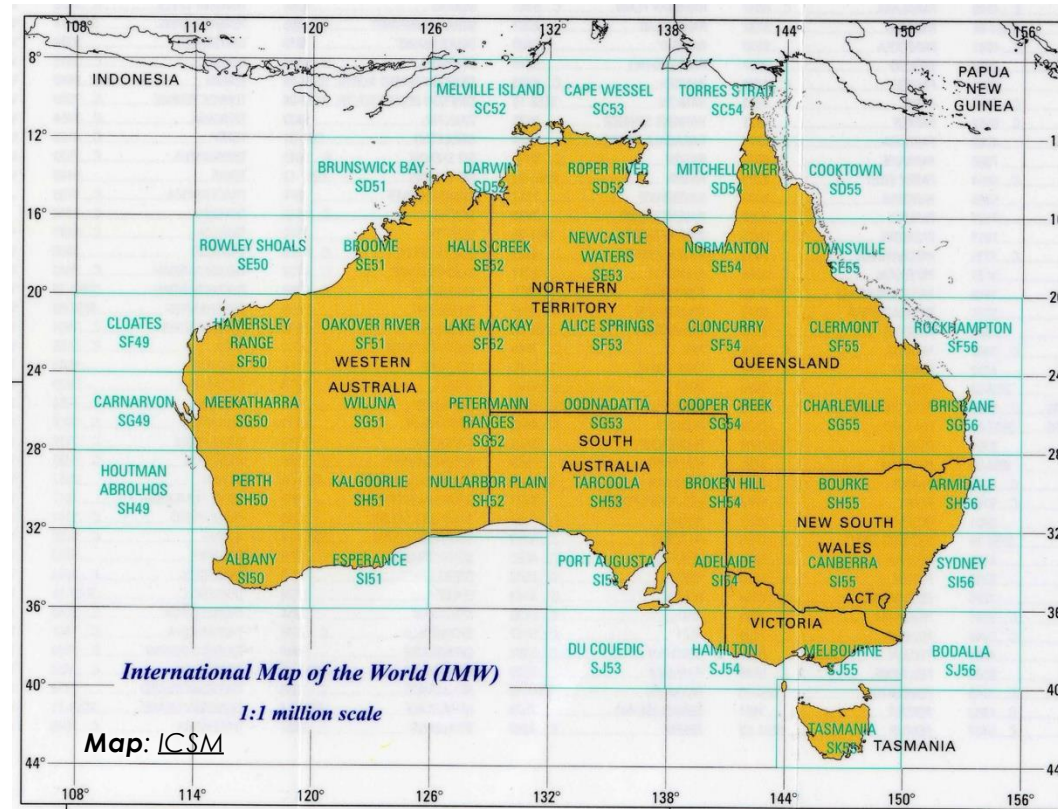 108° 114° 120° 126° 132° 138° 144° 150° 156°
8°
INDONESIA
PAPUA
NEW
GUINEA
MELVILLE ISLAND
SC52
CAPE WESSEL
SC53
TORRES STRAIT
SC54
12° 12°
BRUNSWICK BAY
SD51
DARWIN
SD52
ROPER RIVER
SD53
MITCHELL RIVER
SD54
COOKTOWN
SD55
16° 16°
ROWLEY SHOALS
SE50
BROOME
SE51
HALLS CREEK
SE52
NEWCASTLE
WATERS
SE53
NORMANTON
SE54
TOWNSVILLE
SE55
NORTHERN
TERRITORY
20° 20°
CLOATES
SF49
HAMERSLEY
RANGE
SF50
OAKOVER RIVER
SF51
LAKE MACKAY
SF52
ALICE SPRINGS
SF53
CLONCURRY
SF54
CLERMONT
SF55
ROCKHAMPTON
SF56
WESTERN
AUSTRALIA
QUEENSLAND
24° 24°
CARNARVON
SG49
MEEKATHARRA
SG50
WILUNA
SG51
PETERMANN
RANGES
SG52
OODNADATTA
SG53
COOPER CREEK
SG54
CHARLEVILLE
SG55
BRISBANE
SG56
SOUTH
AUSTRALIA
28° 28°
HOUTMAN
ABROLHOS
SH49
PERTH
SH50
KALGOORLIE
SH51
NULLARBOR PLAIN
SH52
TARCOOLA
SH53
BROKEN HILL
SH54
BOURKE
SH55
ARMIDALE
SH56
NEW SOUTH
WALES
32° 32°
ALBANY
SI50
ESPERANCE
SI51
PORT AUGUSTA
ADELAIDE
SI54
CANBERRA
SI55
SYDNEY
SI56
ACT
36° 36°
VICTORIA
DU COUEDIC
SJ53
HAMILTON
SJ54
MELBOURNE
SJ55
BODALLA
SJ56
International Map of the World (IMW)
1:1 million scale
40°
TASMANIA
TASMANIA
Map: ICSM
44°
108° 114° 120° 126° 132° 138° 144° 150° 156°